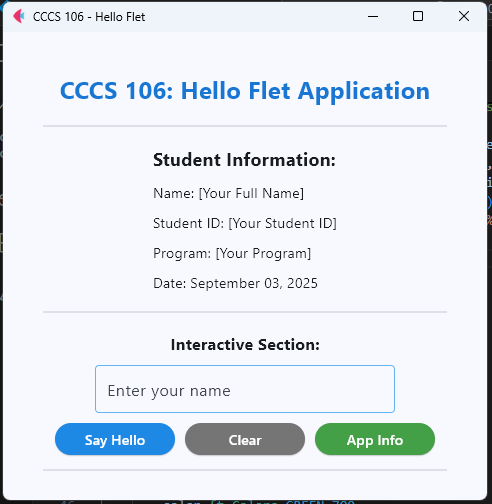 CCCS 106 - Hello Flet
CCCS 106: Hello Flet Application
Student Information:
Name: [Your Full Name]
Student ID: [Your Student ID]
Program: [Your Program]
Date: September 03, 2025
Interactive Section:
Enter your name
Say Hello Clear App Info